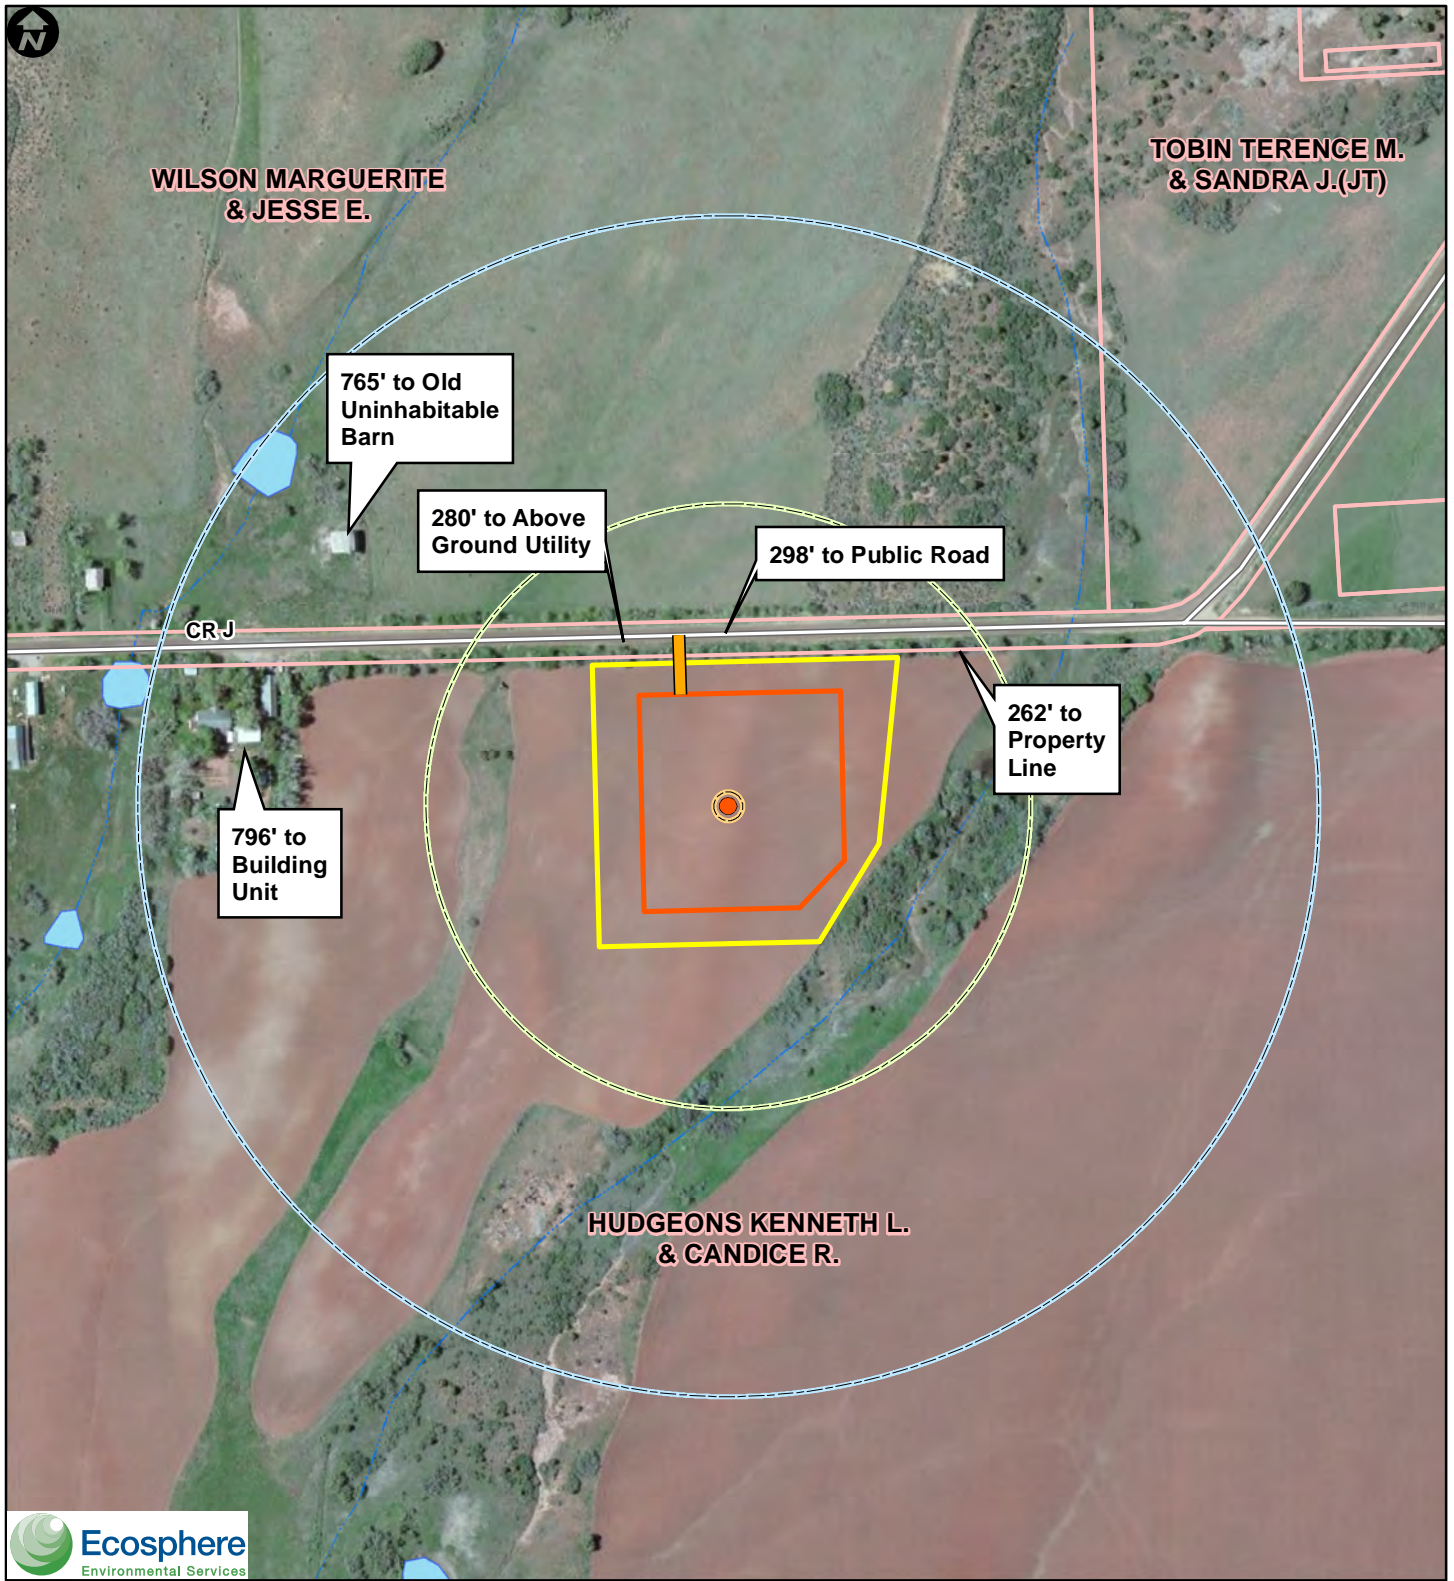 N
WILSON MARGUERITE
& JESSE E.
TOBIN TERENCE M.
& SANDRA J.(JT)
765' to Old
Uninhabitable
Barn
280' to Above
Ground Utility
298' to Public Road
CR J
262' to
Property
Line
796' to
Building
Unit
HUDGEONS KENNETH L.
& CANDICE R.
Ecosphere
Environmental Services